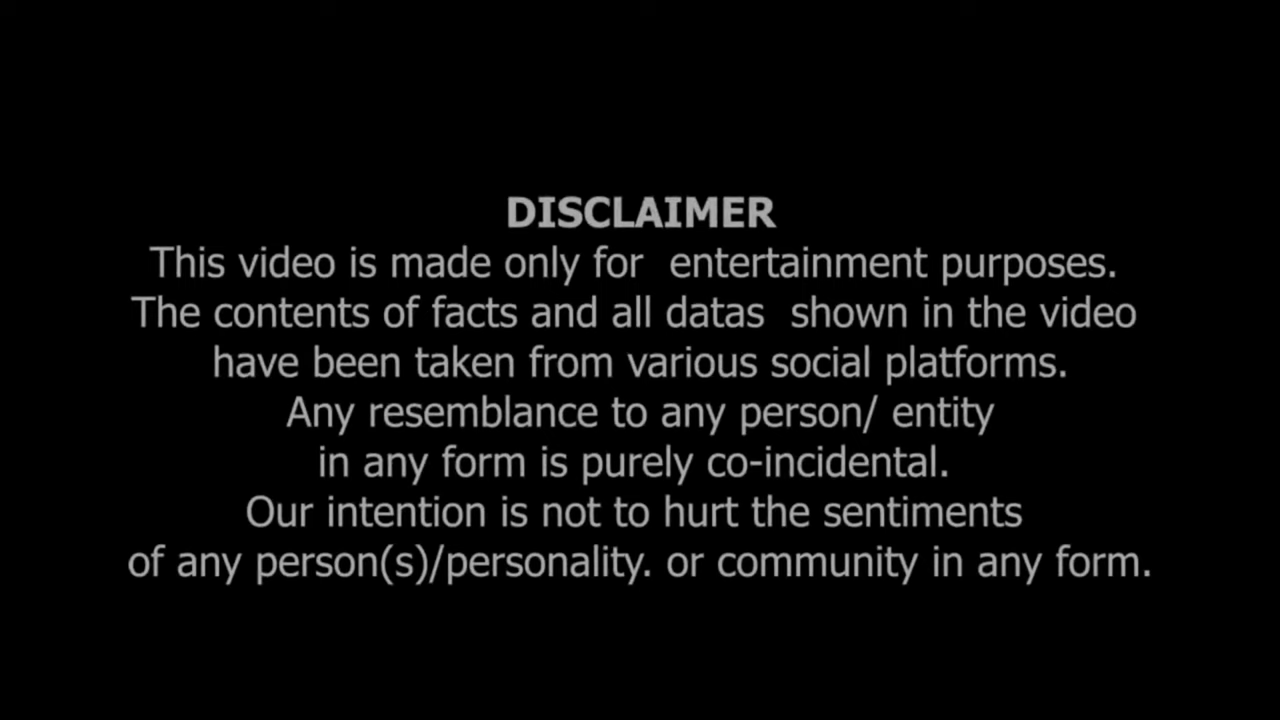 DISCLAIMER
This video is made only for  entertainment purposes.
The contents of facts and all datas  shown in the video
have been taken from various social platforms.
Any resemblance to any person/ entity
in any form is purely co-incidental.
Our intention is not to hurt the sentiments
of any person(s)/personality. or community in any form.